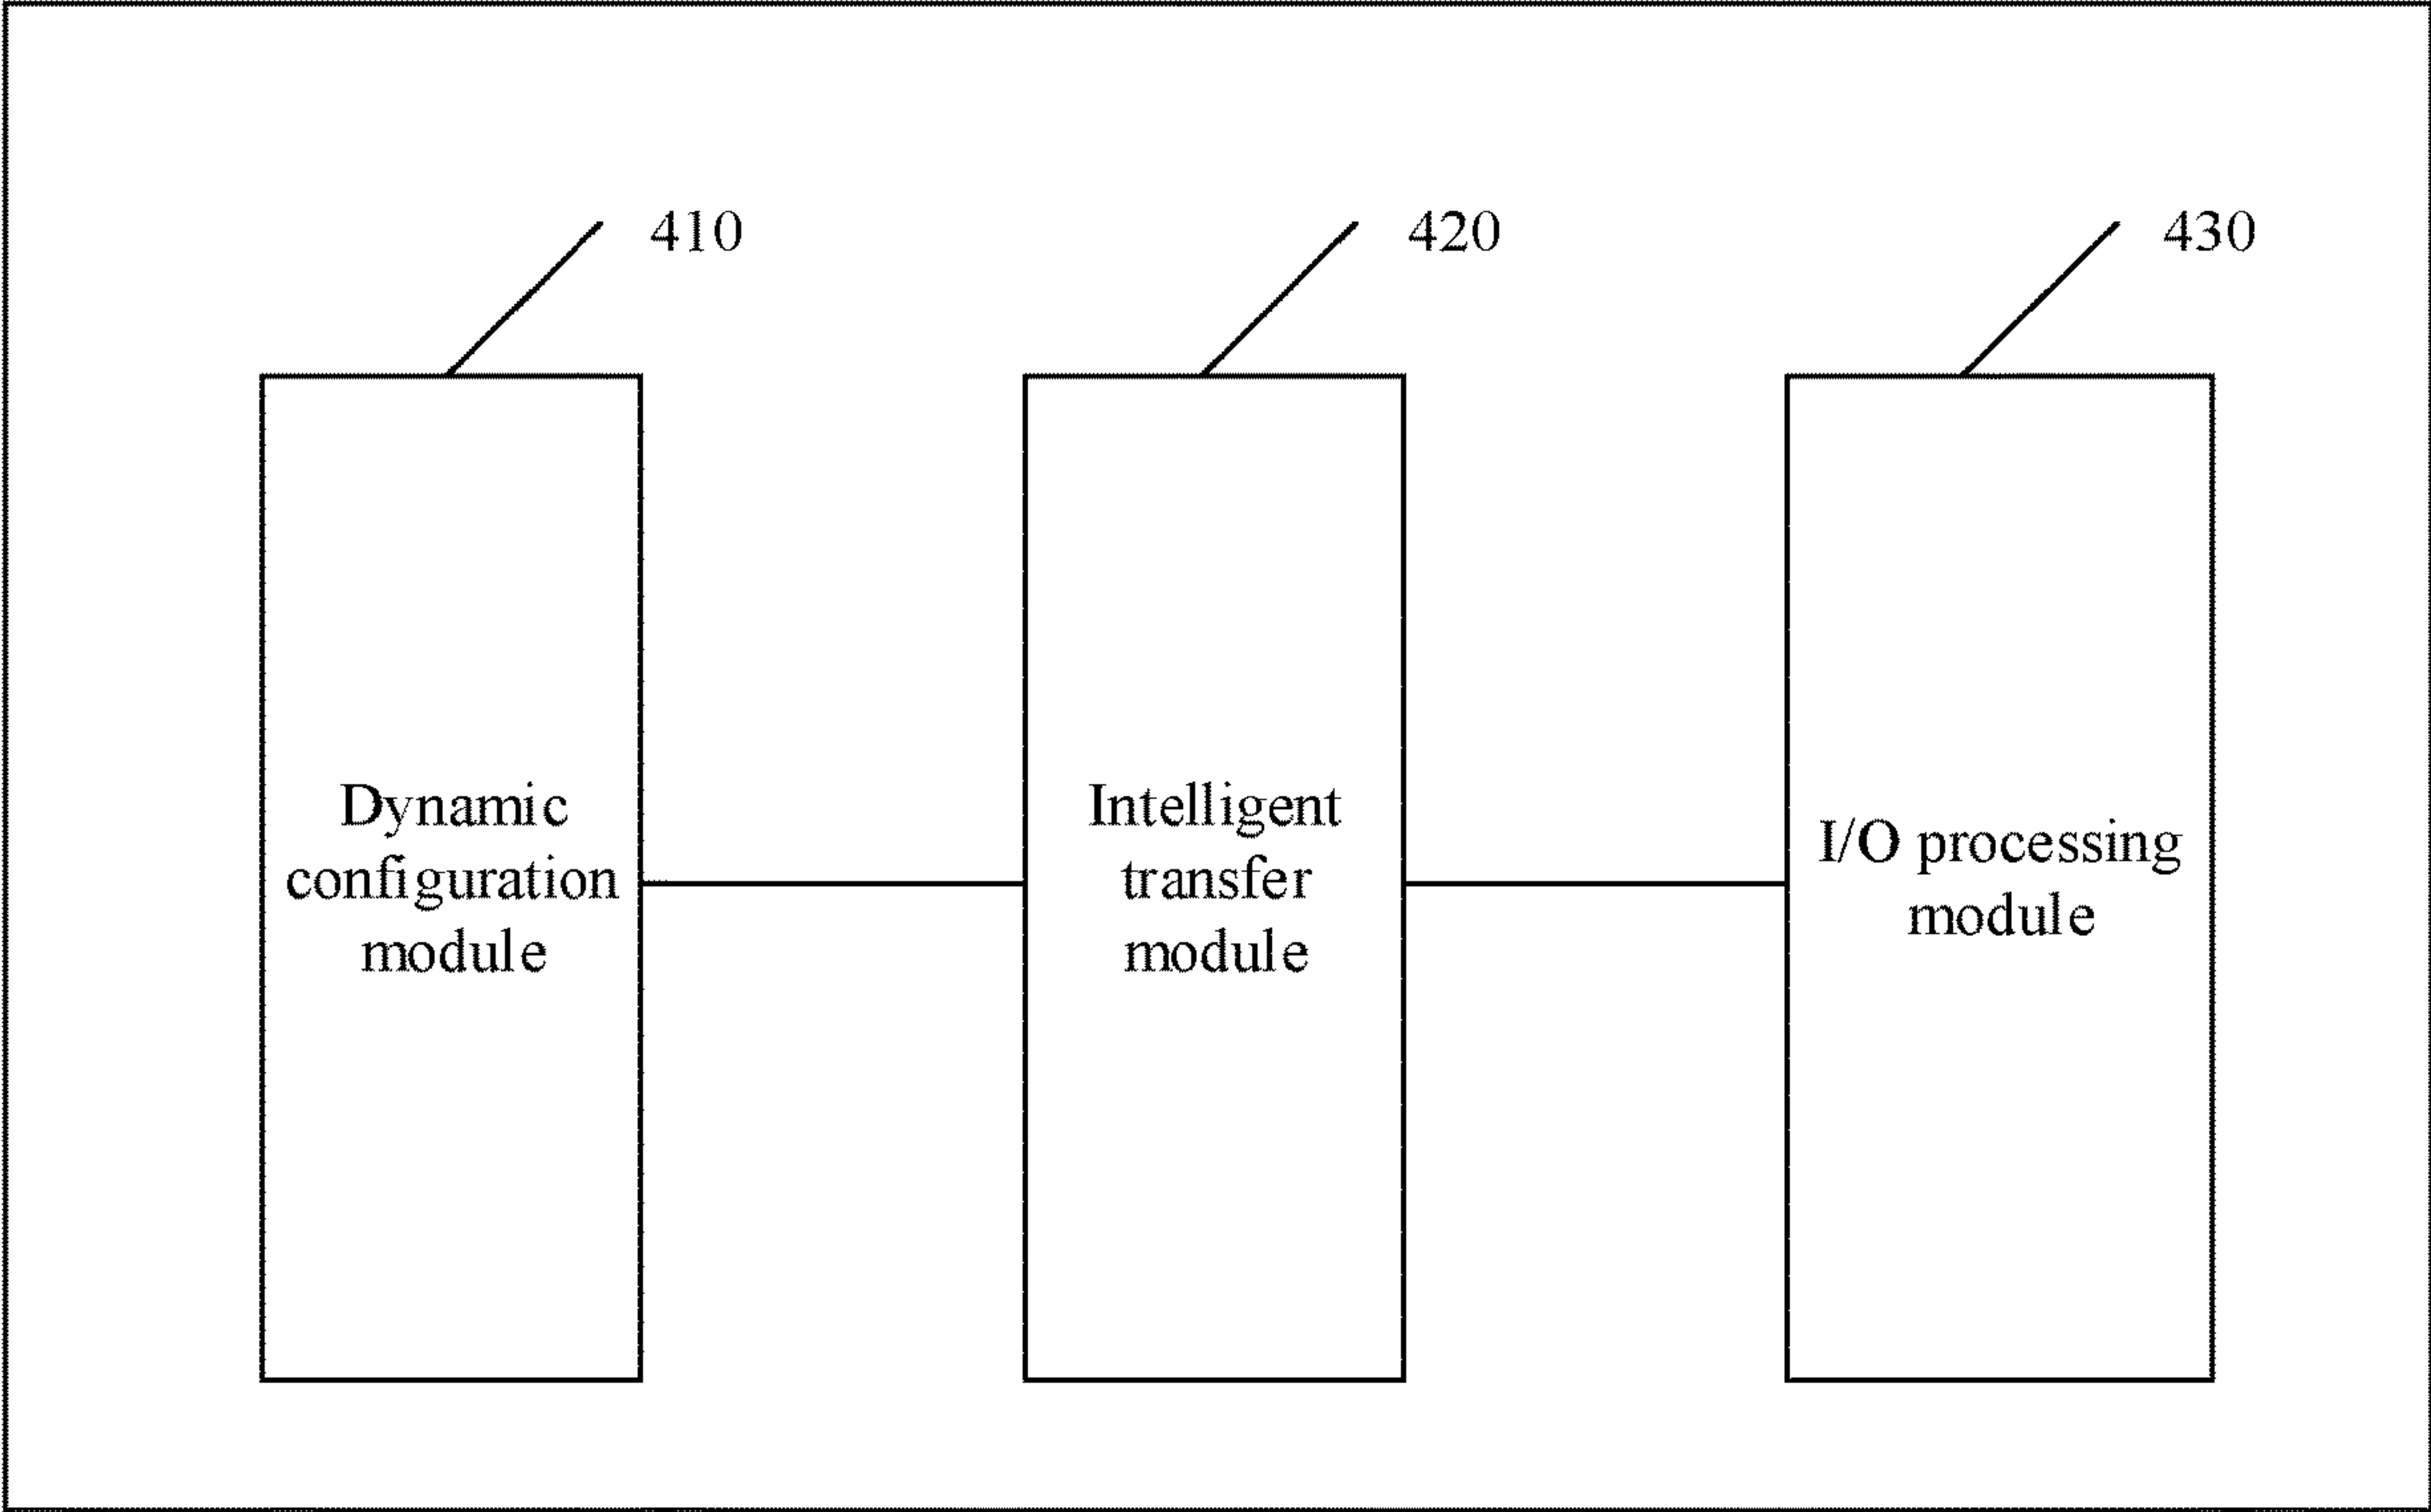 410
420
430
Dynamic
configuration
module
Intelligent
transfer
module
I/O processing
module